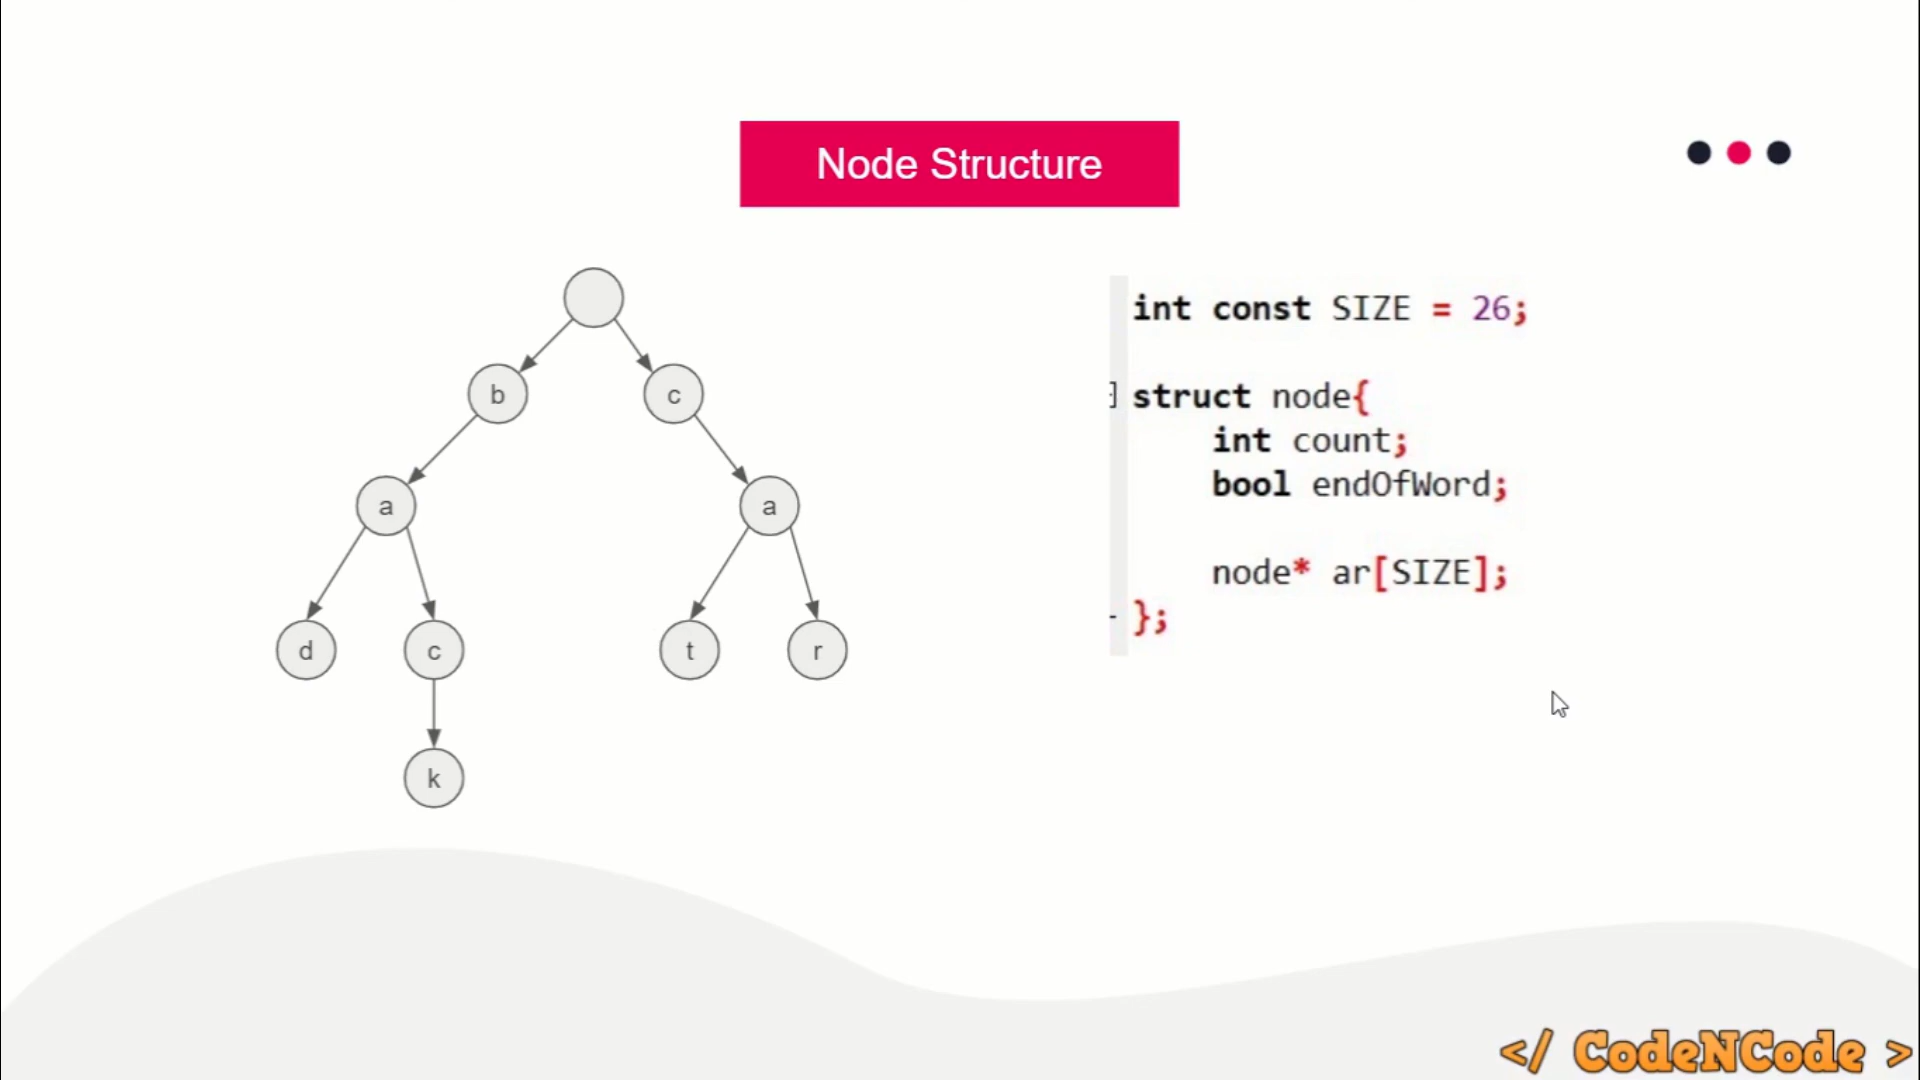 Node Structure
b
c
a
a
d
c
t
r
k
int const SIZE = 26;
struct node{
int count;
bool endOfWord;
node* ar[SIZE];
};
</ CodeNCode >